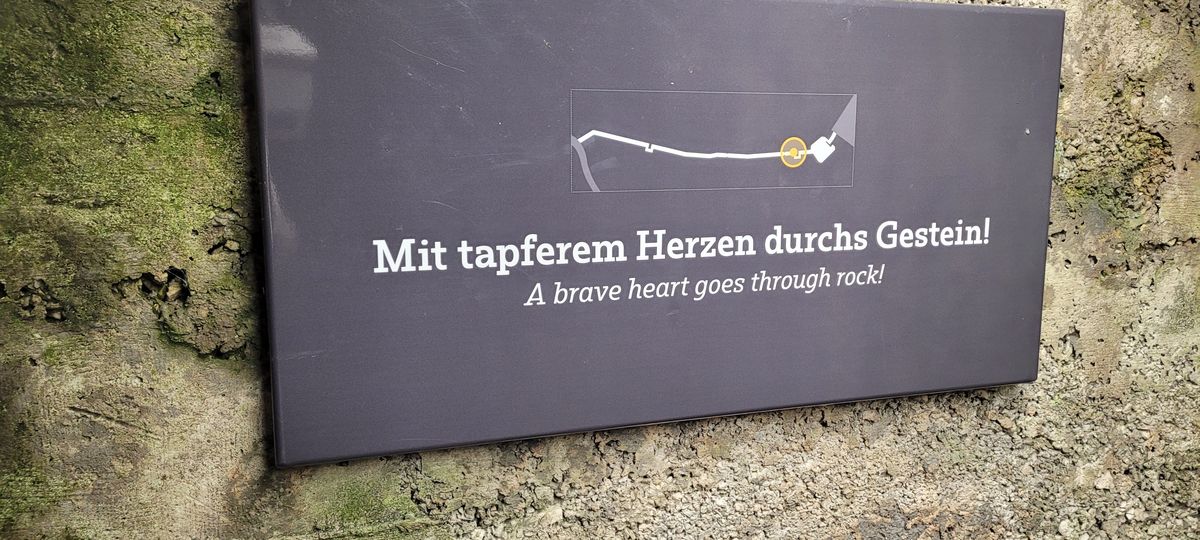 Mit tapferem Herzen durchs Gestein!
A brave heart goes through rock!